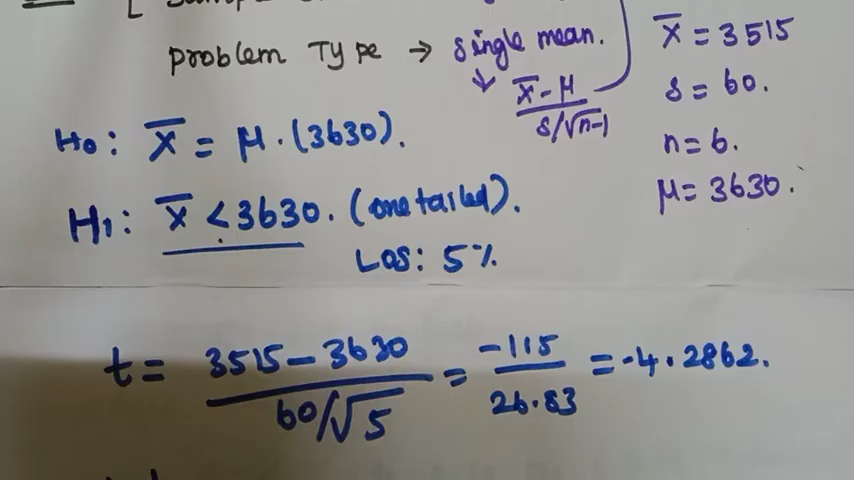 problem Type → single mean.
x̄ - μ
s/√n-1
x̄ = 3515
s = 60.
n = 6.
μ = 3630.
H₀ : x̄ = μ. (3630).
H₁ : x̄ < 3630. (one tailed).
LOS : 5%
t = 3515 - 3630 / 60/√5 = -115 / 26.83 = -4.2862.